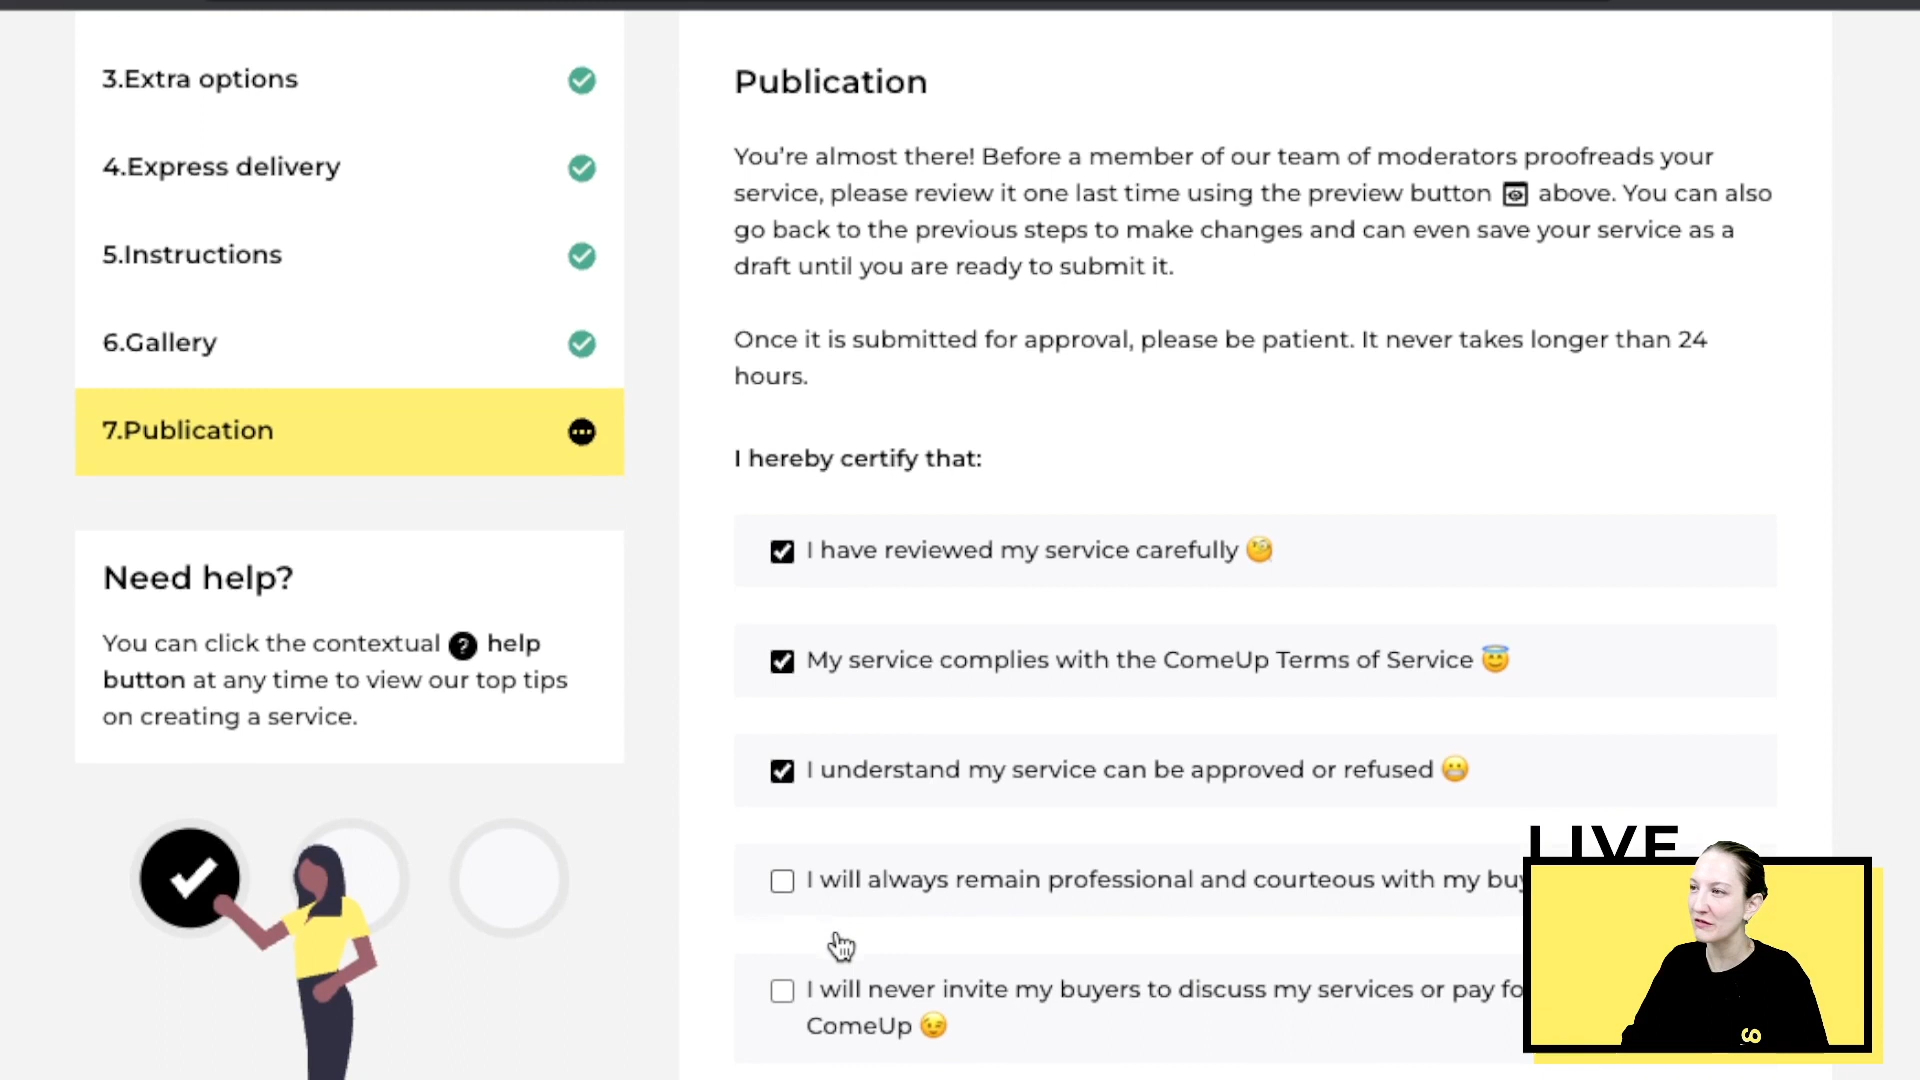 3.Extra options
4.Express delivery
5.Instructions
6.Gallery
7.Publication
Need help?
You can click the contextual ? help
button at any time to view our top tips
on creating a service.
Publication
You're almost there! Before a member of our team of moderators proofreads your
service, please review it one last time using the preview button above. You can also
go back to the previous steps to make changes and can even save your service as a
draft until you are ready to submit it.
Once it is submitted for approval, please be patient. It never takes longer than 24
hours.
I hereby certify that:
I have reviewed my service carefully 🧐
My service complies with the ComeUp Terms of Service 😇
I understand my service can be approved or refused 😬
I will always remain professional and courteous with my
I will never invite my buyers to discuss my services or pay
ComeUp 😉
LIVE